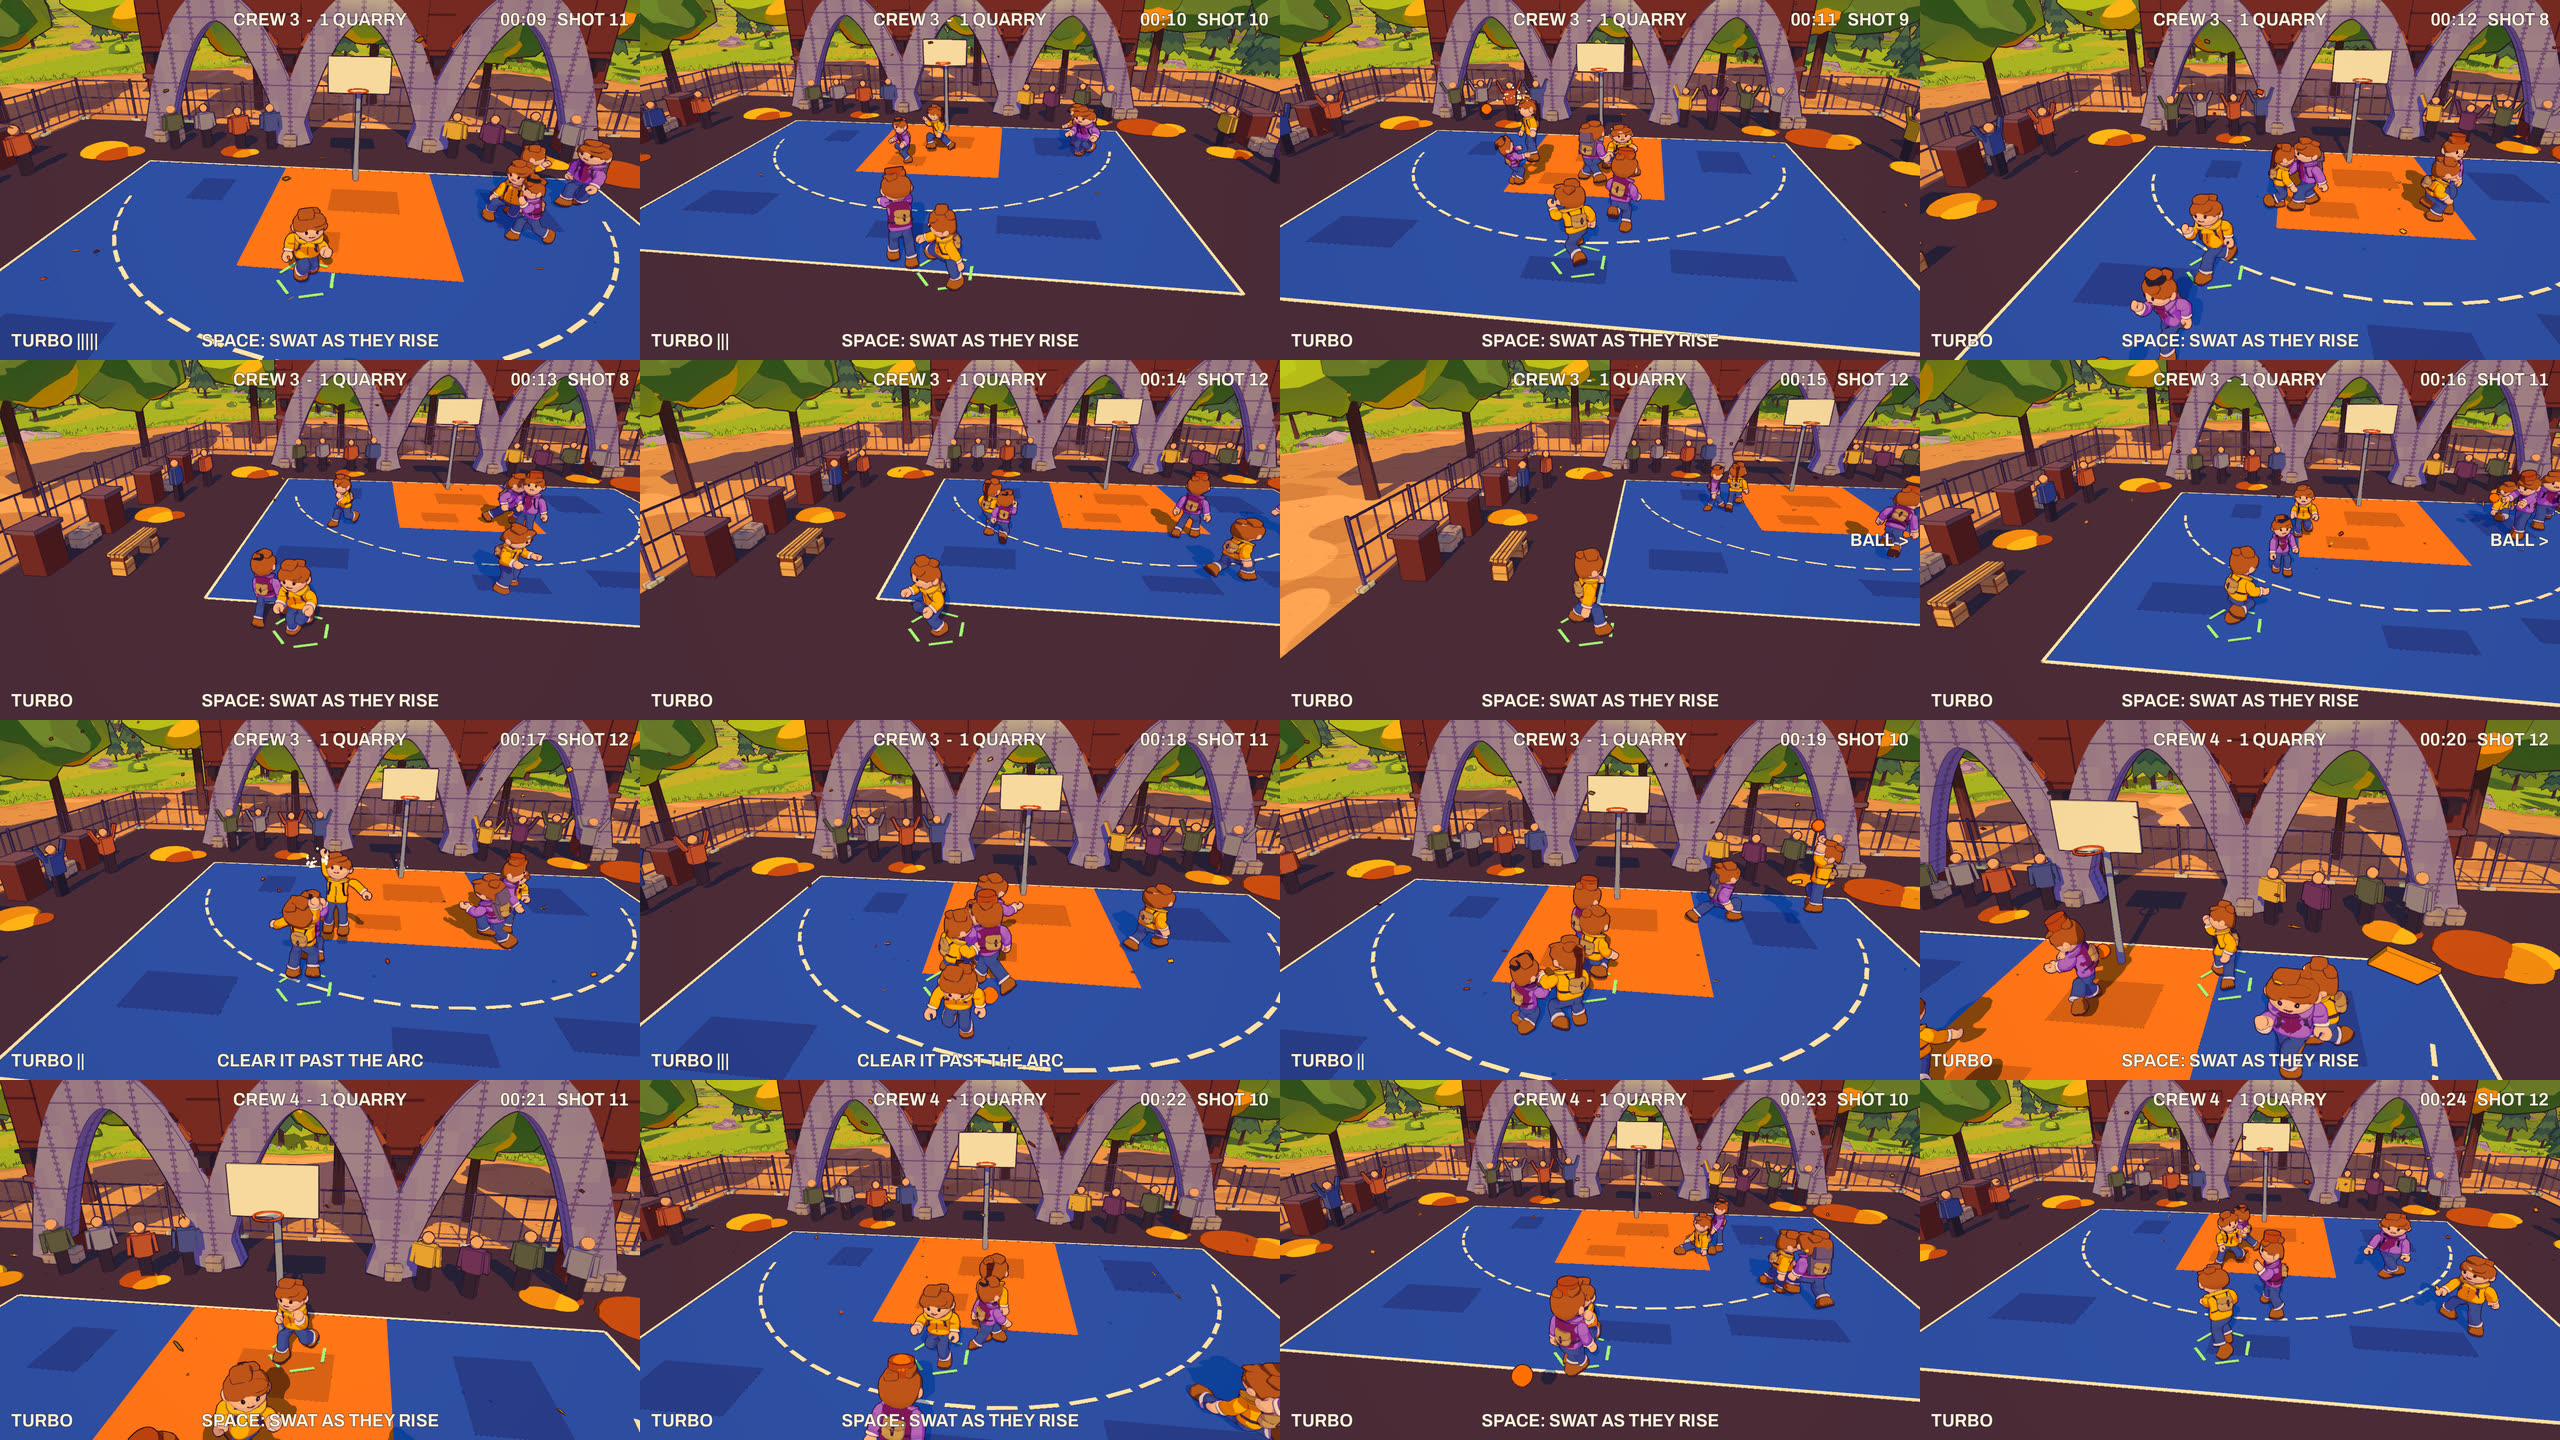 CREW 3 - 1 QUARRY 00:09 SHOT 11
TURBO ||||| SPACE: SWAT AS THEY RISE
CREW 3 - 1 QUARRY 00:10 SHOT 10
TURBO ||| SPACE: SWAT AS THEY RISE
CREW 3 - 1 QUARRY 00:11 SHOT 9
TURBO SPACE: SWAT AS THEY RISE
CREW 3 - 1 QUARRY 00:12 SHOT 8
TURBO SPACE: SWAT AS THEY RISE
CREW 3 - 1 QUARRY 00:13 SHOT 8
TURBO SPACE: SWAT AS THEY RISE
CREW 3 - 1 QUARRY 00:14 SHOT 12
TURBO
CREW 3 - 1 QUARRY 00:15 SHOT 12
BALL >
TURBO SPACE: SWAT AS THEY RISE
CREW 3 - 1 QUARRY 00:16 SHOT 11
BALL >
TURBO SPACE: SWAT AS THEY RISE
CREW 3 - 1 QUARRY 00:17 SHOT 12
TURBO || CLEAR IT PAST THE ARC
CREW 3 - 1 QUARRY 00:18 SHOT 11
TURBO ||| CLEAR IT PAST THE ARC
CREW 3 - 1 QUARRY 00:19 SHOT 10
TURBO ||
CREW 4 - 1 QUARRY 00:20 SHOT 12
TURBO SPACE: SWAT AS THEY RISE
CREW 4 - 1 QUARRY 00:21 SHOT 11
TURBO SPACE: SWAT AS THEY RISE
CREW 4 - 1 QUARRY 00:22 SHOT 10
TURBO SPACE: SWAT AS THEY RISE
CREW 4 - 1 QUARRY 00:23 SHOT 10
TURBO SPACE: SWAT AS THEY RISE
CREW 4 - 1 QUARRY 00:24 SHOT 12
TURBO